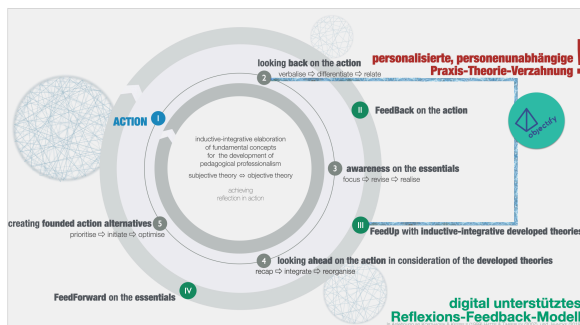 looking back on the action
verbalise ⇨ differentiate ⇨ relate
2
personalisierte, personenunabhängige
Praxis-Theorie-Verzahnung
!
ACTION
I
II
FeedBack on the action
objectify
inductive-integrative elaboration
of fundamental concepts
for the development of
pedagogical professionalism
subjective theory ⇔ objective theory
achieving
reflection in action
3
awareness on the essentials
focus ⇨ revise ⇨ realise
5
creating founded action alternatives
prioritise ⇨ initiate ⇨ optimise
III
FeedUp with inductive-integrative developed theories
4
looking ahead on the action in consideration of the developed theories
recap ⇨ integrate ⇨ reorganise
IV
FeedForward on the essentials
digital unterstütztes
Reflexions-Feedback-Modell